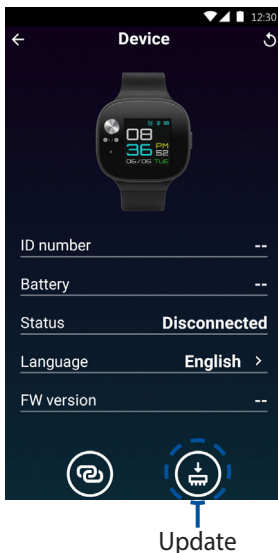 12:30
Device
08
36 PM
52
06/05 TUE
ID number --
Battery --
Status Disconnected
Language English >
FW version --
Update